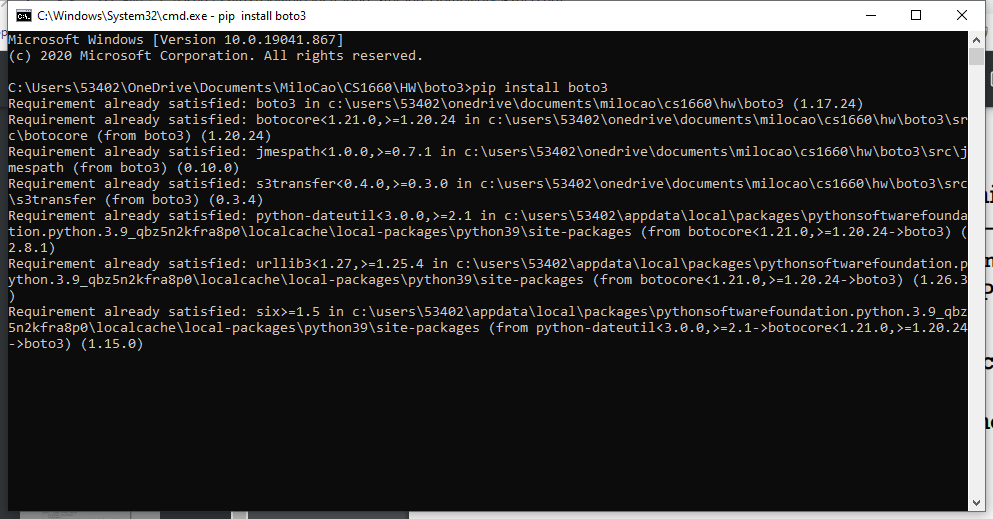 C:\Windows\System32\cmd.exe - pip  install boto3
Microsoft Windows [Version 10.0.19041.867]
(c) 2020 Microsoft Corporation. All rights reserved.
C:\Users\53402\OneDrive\Documents\MiloCao\CS1660\HW\boto3>pip install boto3
Requirement already satisfied: boto3 in c:\users\53402\onedrive\documents\milocao\cs1660\hw\boto3 (1.17.24)
Requirement already satisfied: botocore<1.21.0,>=1.20.24 in c:\users\53402\onedrive\documents\milocao\cs1660\hw\boto3\sr
c\botocore (from boto3) (1.20.24)
Requirement already satisfied: jmespath<1.0.0,>=0.7.1 in c:\users\53402\onedrive\documents\milocao\cs1660\hw\boto3\src\j
mespath (from boto3) (0.10.0)
Requirement already satisfied: s3transfer<0.4.0,>=0.3.0 in c:\users\53402\onedrive\documents\milocao\cs1660\hw\boto3\src
\s3transfer (from boto3) (0.3.4)
Requirement already satisfied: python-dateutil<3.0.0,>=2.1 in c:\users\53402\appdata\local\packages\pythonsoftwarefounda
tion.python.3.9_qbz5n2kfra8p0\localcache\local-packages\python39\site-packages (from botocore<1.21.0,>=1.20.24->boto3) (
2.8.1)
Requirement already satisfied: urllib3<1.27,>=1.25.4 in c:\users\53402\appdata\local\packages\pythonsoftwarefoundation.p
ython.3.9_qbz5n2kfra8p0\localcache\local-packages\python39\site-packages (from botocore<1.21.0,>=1.20.24->boto3) (1.26.3
)
Requirement already satisfied: six>=1.5 in c:\users\53402\appdata\local\packages\pythonsoftwarefoundation.python.3.9_qbz
5n2kfra8p0\localcache\local-packages\python39\site-packages (from python-dateutil<3.0.0,>=2.1->botocore<1.21.0,>=1.20.24
->boto3) (1.15.0)